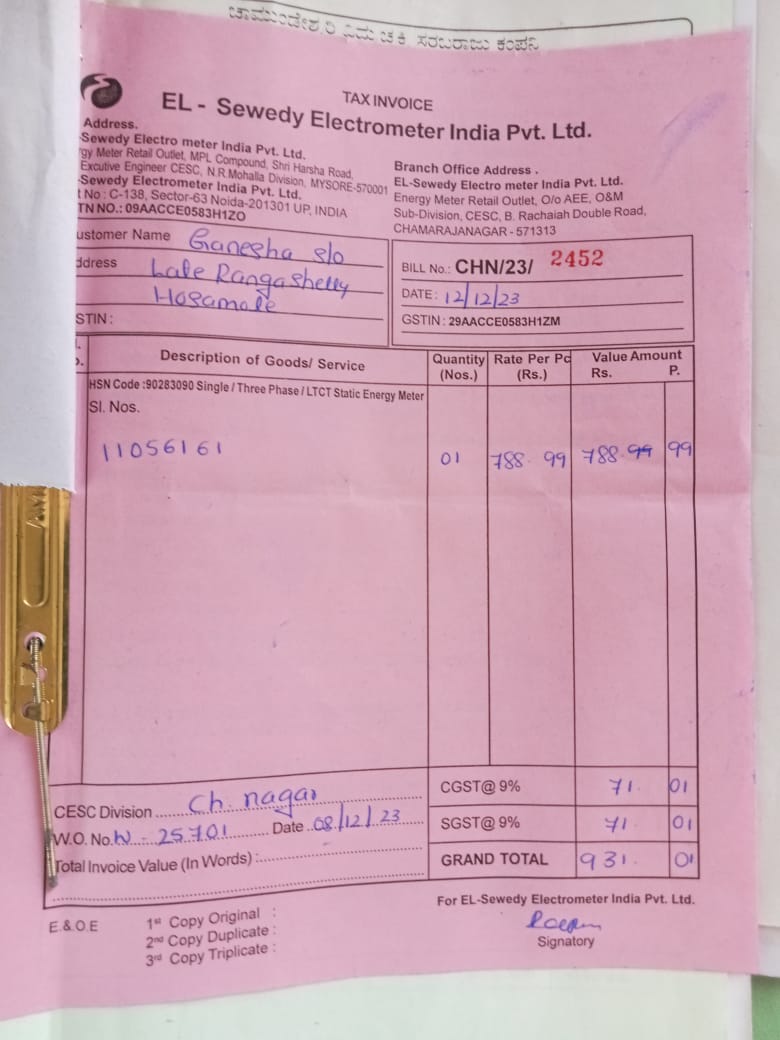 ಚಾಮುಂಡೇಶ್ವರಿ ವಿದ್ಯುಚ್ಛಕ್ತಿ ಸರಬರಾಜು ಕಂಪನಿ
TAX INVOICE
EL - Sewedy Electrometer India Pvt. Ltd.
Address.
-Sewedy Electro meter India Pvt. Ltd.
gy Meter Retail Outlet, MPL Compound, Shri Harsha Road,
Excutive Engineer CESC, N.R.Mohalla Division, MYSORE-570001
-Sewedy Electrometer India Pvt. Ltd.
t No : C-138, Sector-63 Noida-201301 UP, INDIA
TN NO.: 09AACCE0583H1ZO
Branch Office Address .
EL-Sewedy Electro meter India Pvt. Ltd.
Energy Meter Retail Outlet, O/o AEE, O&M
Sub-Division, CESC, B. Rachaiah Double Road,
CHAMARAJANAGAR - 571313
ustomer Name Ganesha s/o
ddress Late Rangashetty
Hosamole
STIN :
BILL No.: CHN/23/ 2452
DATE : 12/12/23
GSTIN : 29AACCE0583H1ZM
Description of Goods/ Service Quantity (Nos.) Rate Per Pc (Rs.) Value Amount Rs. P.
HSN Code :90283090 Single / Three Phase / LTCT Static Energy Meter
Sl. Nos.
11056161 01 788. 99 788. 99 99
CGST@ 9% 71. 01
SGST@ 9% 71. 01
GRAND TOTAL 931. 01
CESC Division Ch. nagar
W.O. No. N - 25701 Date 08/12/23
Total Invoice Value (In Words) :
For EL-Sewedy Electrometer India Pvt. Ltd.
Signatory
E.& O.E
1st Copy Original :
2nd Copy Duplicate :
3rd Copy Triplicate :